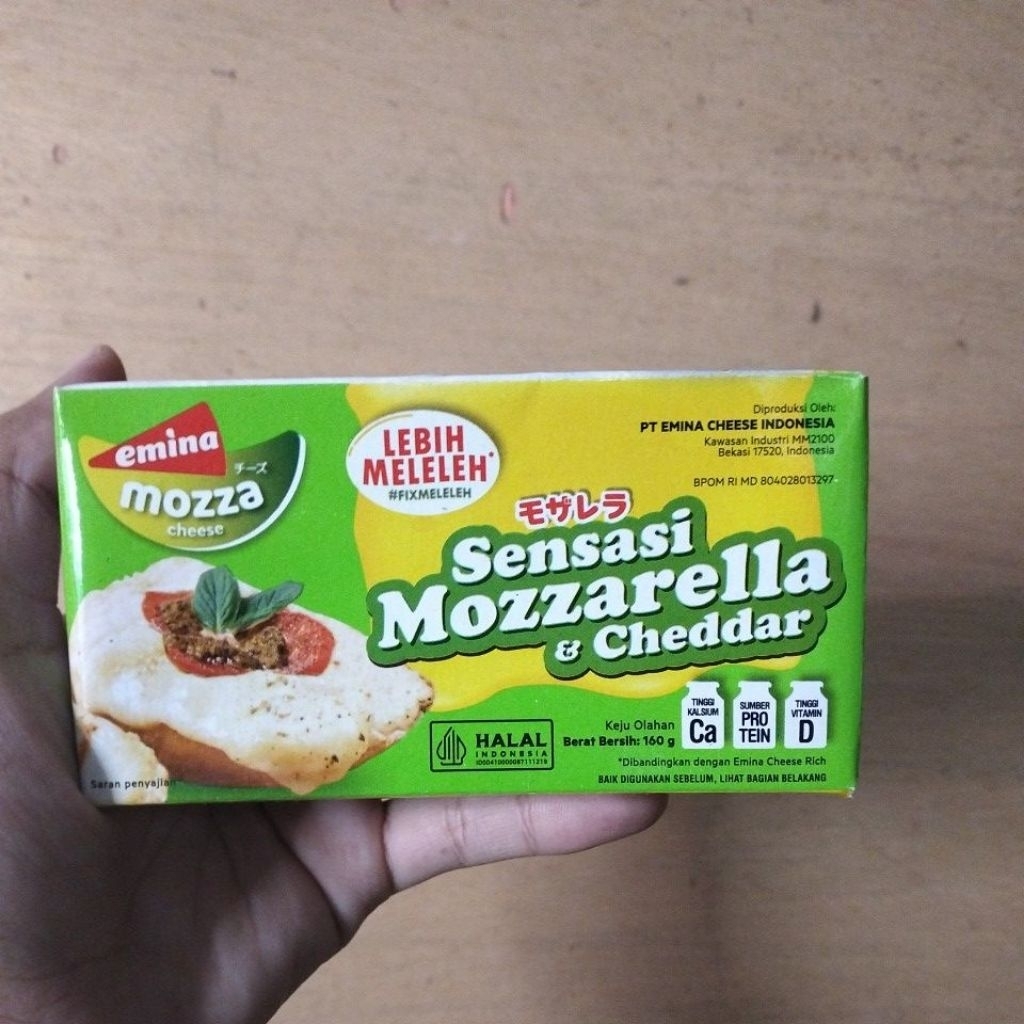 emina
チーズ
mozza
cheese
LEBIH
MELELEH*
#FIXMELELEH
Diproduksi Oleh:
PT EMINA CHEESE INDONESIA
Kawasan Industri MM2100
Bekasi 17520, Indonesia
BPOM RI MD 804028013297
モザレラ
Sensasi
Mozzarella
& Cheddar
HALAL
INDONESIA
ID00410000087111219
Keju Olahan
Berat Bersih: 160 g
TINGGI
KALSIUM
Ca
SUMBER
PRO
TEIN
TINGGI
VITAMIN
D
*Dibandingkan dengan Emina Cheese Rich
BAIK DIGUNAKAN SEBELUM, LIHAT BAGIAN BELAKANG
Saran penyajian